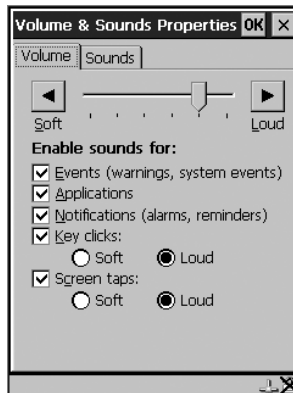 Volume & Sounds Properties OK ×
Volume Sounds
Soft Loud
Enable sounds for:
Events (warnings, system events)
Applications
Notifications (alarms, reminders)
Key clicks:
Soft Loud
Screen taps:
Soft Loud